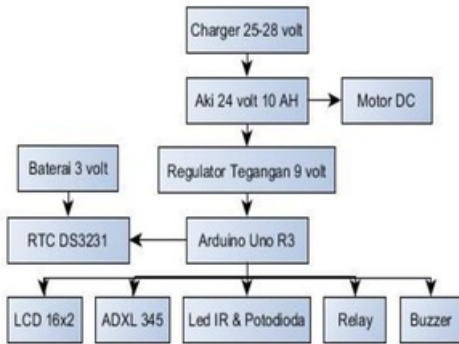 Charger 25-28 volt
Aki 24 volt 10 AH
Motor DC
Baterai 3 volt
Regulator Tegangan 9 volt
RTC DS3231
Arduino Uno R3
LCD 16x2
ADXL 345
Led IR & Potodioda
Relay
Buzzer